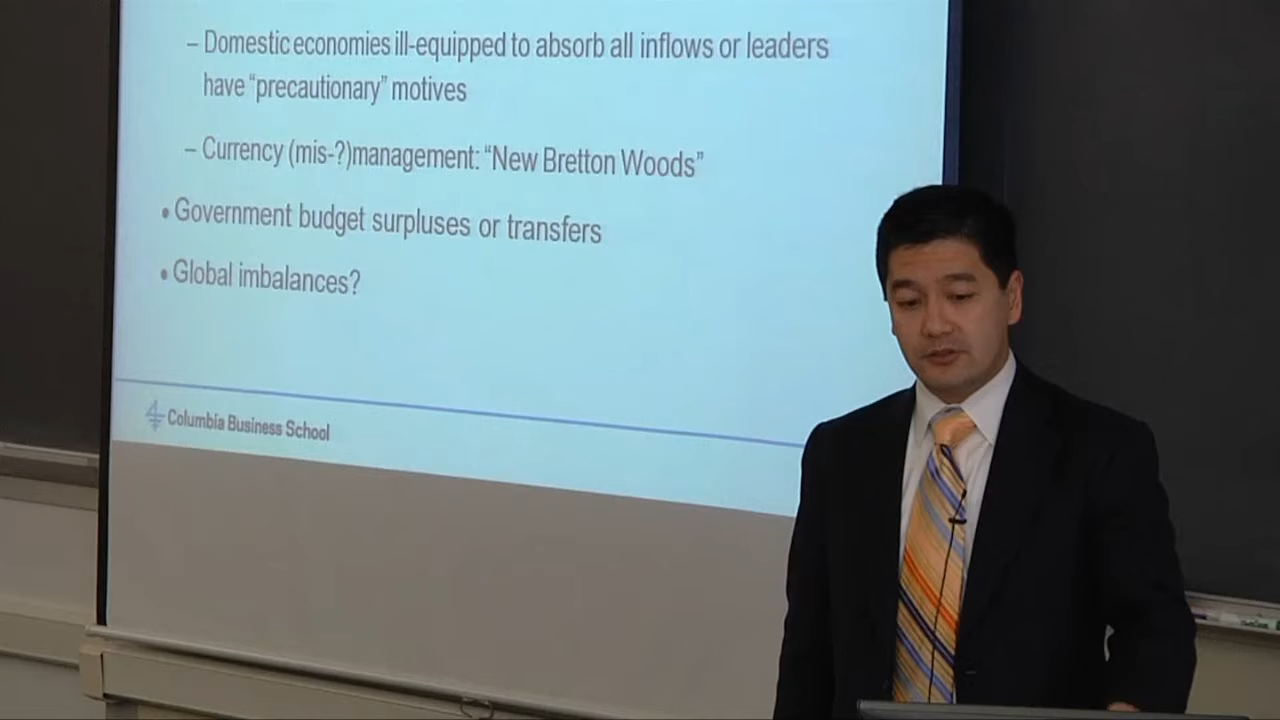 – Domestic economies ill-equipped to absorb all inflows or leaders
have “precautionary” motives
– Currency (mis-?)management: “New Bretton Woods”
• Government budget surpluses or transfers
• Global imbalances?
Columbia Business School